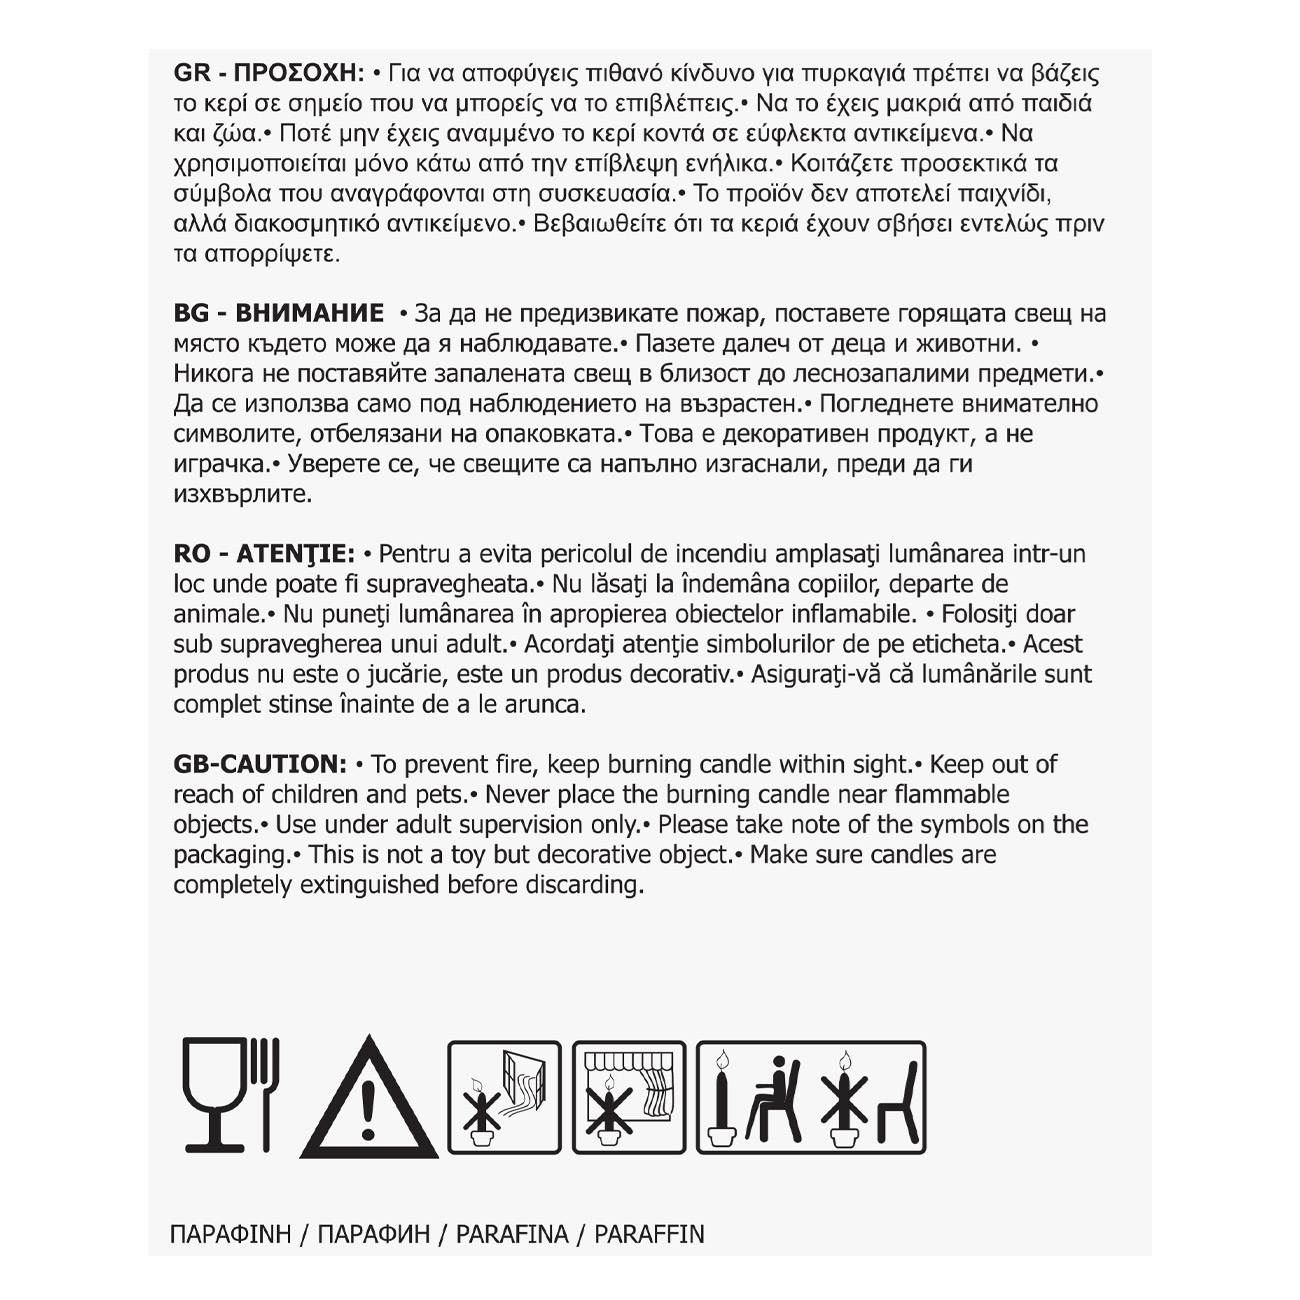 GR - ΠΡΟΣΟΧΗ: • Για να αποφύγεις πιθανό κίνδυνο για πυρκαγιά πρέπει να βάζεις
το κερί σε σημείο που να μπορείς να το επιβλέπεις.• Να το έχεις μακριά από παιδιά
και ζώα.• Ποτέ μην έχεις αναμμένο το κερί κοντά σε εύφλεκτα αντικείμενα.• Να
χρησιμοποιείται μόνο κάτω από την επίβλεψη ενήλικα.• Κοιτάζετε προσεκτικά τα
σύμβολα που αναγράφονται στη συσκευασία.• Το προϊόν δεν αποτελεί παιχνίδι,
αλλά διακοσμητικό αντικείμενο.• Βεβαιωθείτε ότι τα κεριά έχουν σβήσει εντελώς πριν
τα απορρίψετε.
BG - ВНИМАНИЕ • За да не предизвикате пожар, поставете горящата свещ на
място където може да я наблюдавате.• Пазете далеч от деца и животни. •
Никога не поставяйте запалената свещ в близост до леснозапалими предмети.•
Да се използва само под наблюдението на възрастен.• Погледнете внимателно
символите, отбелязани на опаковката.• Това е декоративен продукт, а не
играчка.• Уверете се, че свещите са напълно изгаснали, преди да ги
изхвърлите.
RO - ATENŢIE: • Pentru a evita pericolul de incendiu amplasaţi lumânarea intr-un
loc unde poate fi supravegheata.• Nu lăsaţi la îndemâna copiilor, departe de
animale.• Nu puneţi lumânarea în apropierea obiectelor inflamabile. • Folosiţi doar
sub supravegherea unui adult.• Acordaţi atenţie simbolurilor de pe eticheta.• Acest
produs nu este o jucărie, este un produs decorativ.• Asiguraţi-vă că lumânările sunt
complet stinse înainte de a le arunca.
GB-CAUTION: • To prevent fire, keep burning candle within sight.• Keep out of
reach of children and pets.• Never place the burning candle near flammable
objects.• Use under adult supervision only.• Please take note of the symbols on the
packaging.• This is not a toy but decorative object.• Make sure candles are
completely extinguished before discarding.
ΠΑΡΑΦΙΝΗ / ПАРАФИН / PARAFINA / PARAFFIN